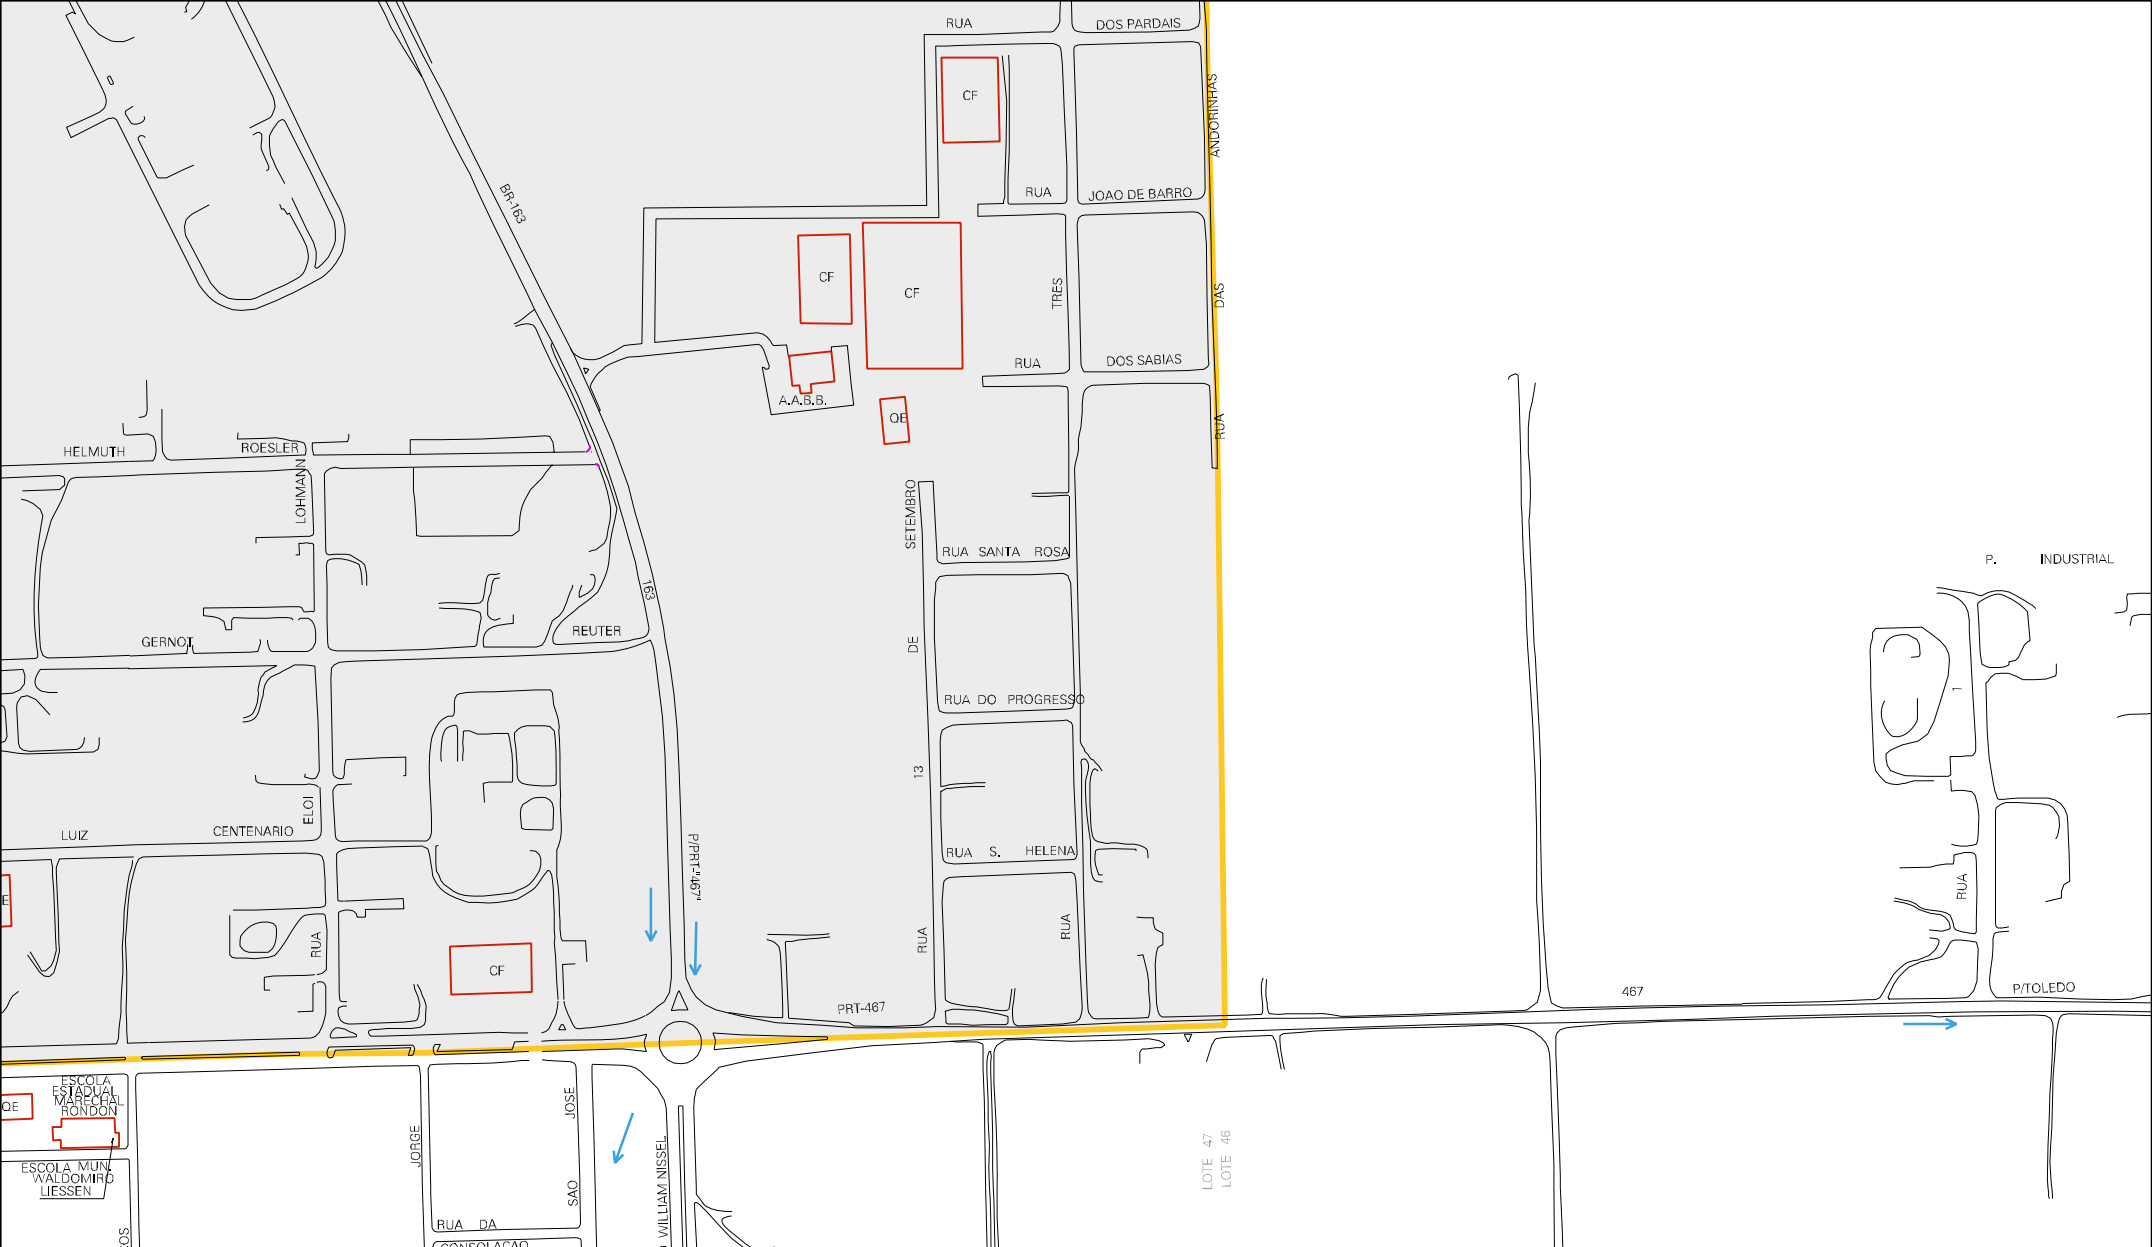 RUA DOS PARDAIS
CF
ANDORINHAS
RUA JOAO DE BARRO
BR-163
CF
CF
TRES
DAS
RUA DOS SABIAS
A.A.B.B.
QE
RUA
HELMUTH ROESLER
LOHMANN
SETEMBRO
RUA SANTA ROSA
P. INDUSTRIAL
163
REUTER
GERNOT
DE
RUA DO PROGRESSO
1
13
ELOI
LUIZ CENTENARIO
P/PRT-"467"
RUA S. HELENA
E
RUA
RUA
RUA
RUA
CF
PRT-467
467
P/TOLEDO
ESCOLA
ESTADUAL
MARECHAL
RONDON
QE
JOSE
JORGE
WILLIAM NISSEL
LOTE 47
LOTE 46
ESCOLA MUN.
WALDOMIRO
LIESSEN
SAO
RUA DA
CONSOLACAO